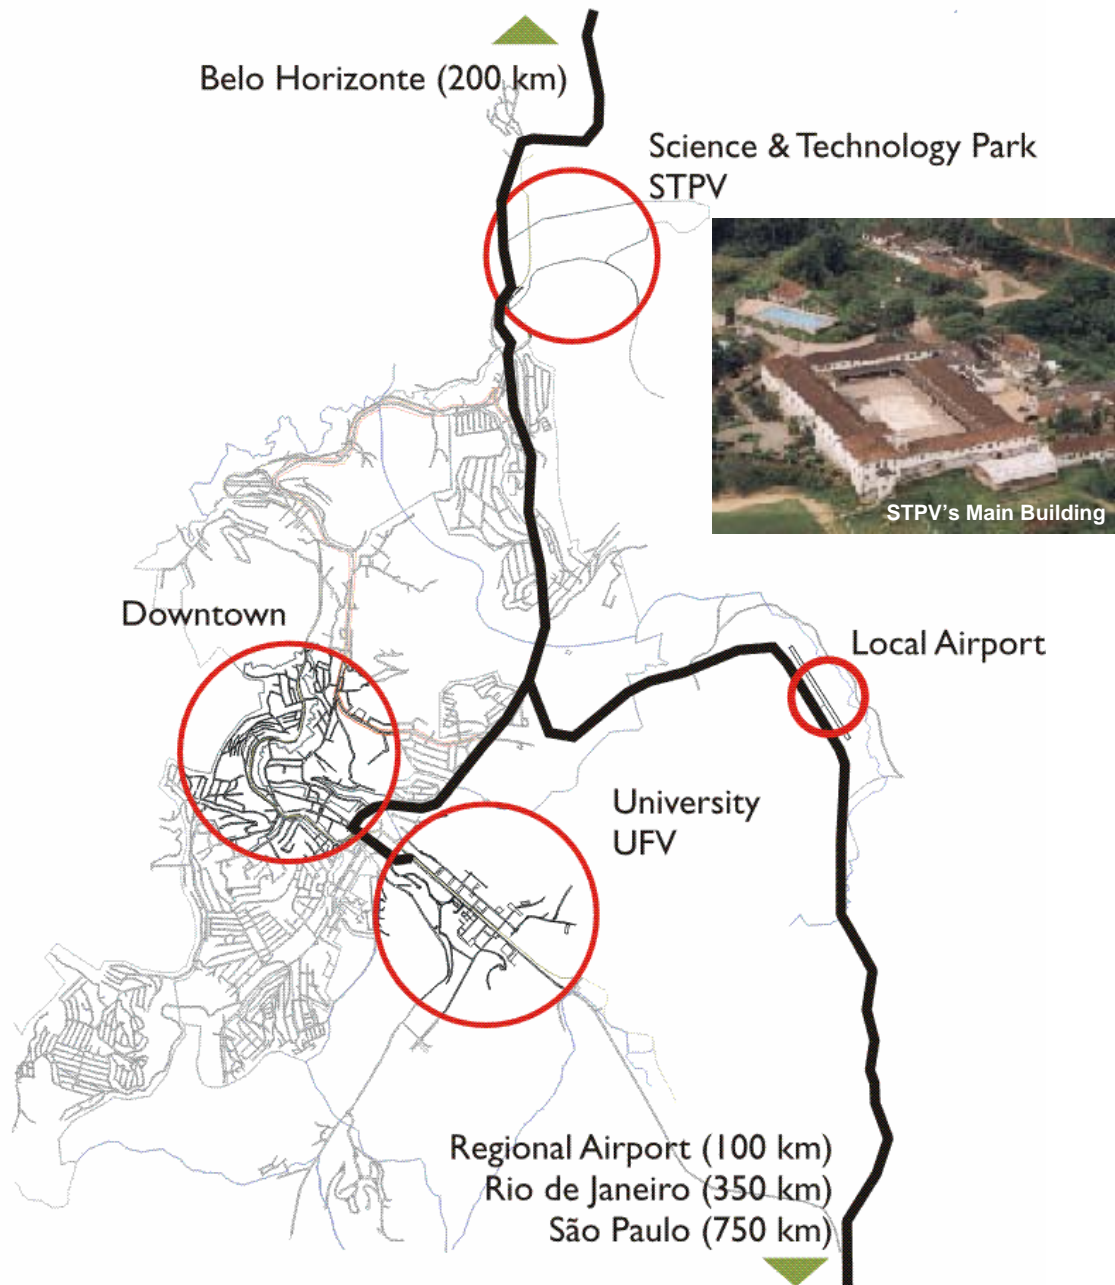 Belo Horizonte (200 km)
Science & Technology Park
STPV
STPV's Main Building
Downtown
Local Airport
University
UFV
Regional Airport (100 km)
Rio de Janeiro (350 km)
São Paulo (750 km)